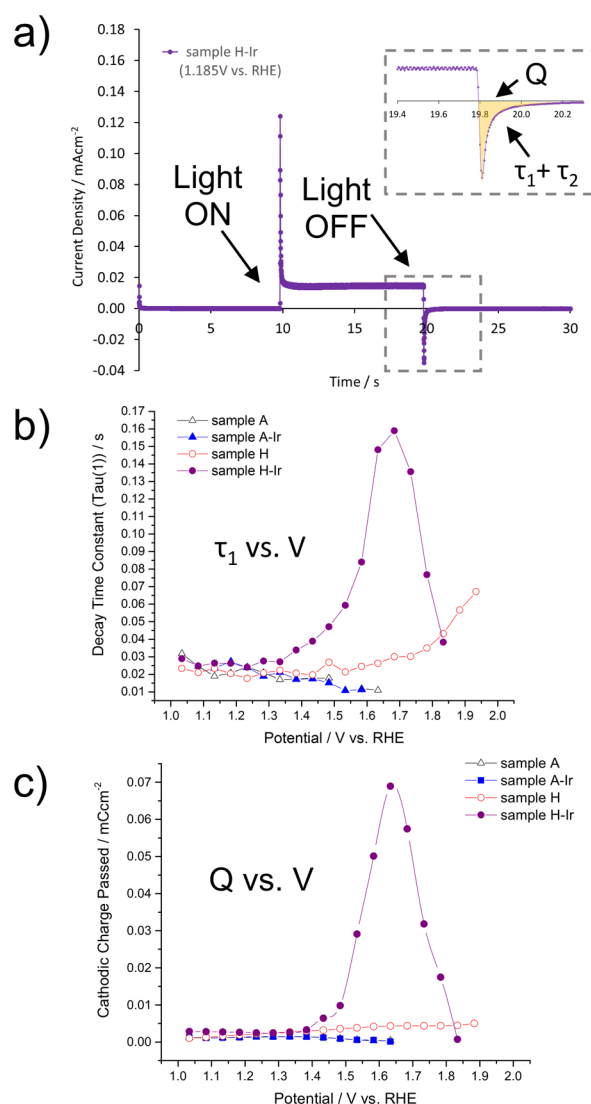 a)
0.18
0.16
0.14
0.12
0.10
0.08
0.06
0.04
0.02
0.00
-0.02
-0.04
Current Density / mAcm-2
sample H-Ir
(1.185V vs. RHE)
Light
ON
Light
OFF
Q
τ1+ τ2
19.4 19.6 19.8 20.0 20.2
0 5 10 15 20 25 30
Time / s
b)
0.17
0.16
0.15
0.14
0.13
0.12
0.11
0.10
0.09
0.08
0.07
0.06
0.05
0.04
0.03
0.02
0.01
Decay Time Constant (Tau(1)) / s
sample A
sample A-Ir
sample H
sample H-Ir
τ1 vs. V
1.0 1.1 1.2 1.3 1.4 1.5 1.6 1.7 1.8 1.9 2.0
Potential / V vs. RHE
c)
0.07
0.06
0.05
0.04
0.03
0.02
0.01
0.00
Cathodic Charge Passed / mCcm-2
sample A
sample A-Ir
sample H
sample H-Ir
Q vs. V
1.0 1.1 1.2 1.3 1.4 1.5 1.6 1.7 1.8 1.9 2.0
Potential / V vs. RHE